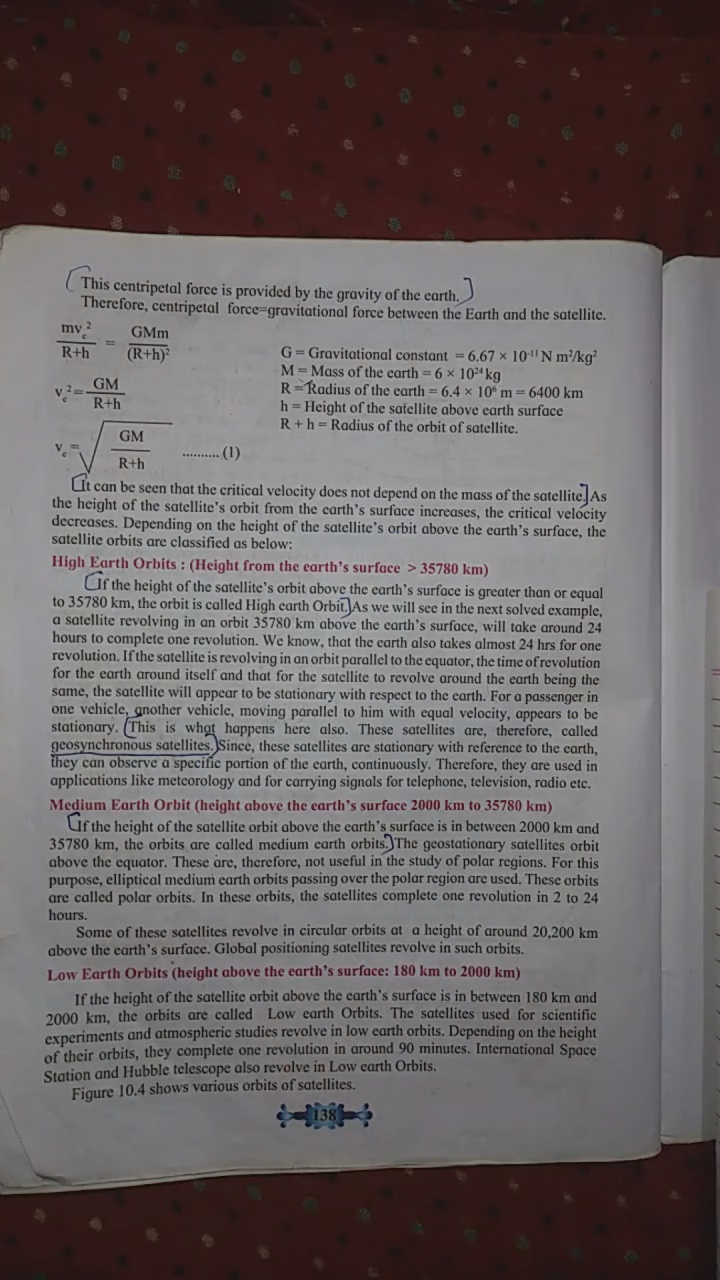 This centripetal force is provided by the gravity of the earth.
Therefore, centripetal force=gravitational force between the Earth and the satellite.
mv_c²/R+h = GMm/(R+h)²
v_c² = GM/R+h
v_c = √(GM/R+h) .......... (1)
G = Gravitational constant = 6.67 × 10⁻¹¹ N m²/kg²
M = Mass of the earth = 6 × 10²⁴ kg
R = Radius of the earth = 6.4 × 10⁶ m = 6400 km
h = Height of the satellite above earth surface
R + h = Radius of the orbit of satellite.
It can be seen that the critical velocity does not depend on the mass of the satellite. As
the height of the satellite's orbit from the earth's surface increases, the critical velocity
decreases. Depending on the height of the satellite's orbit above the earth's surface, the
satellite orbits are classified as below:
High Earth Orbits : (Height from the earth's surface > 35780 km)
If the height of the satellite's orbit above the earth's surface is greater than or equal
to 35780 km, the orbit is called High earth Orbit. As we will see in the next solved example,
a satellite revolving in an orbit 35780 km above the earth's surface, will take around 24
hours to complete one revolution. We know, that the earth also takes almost 24 hrs for one
revolution. If the satellite is revolving in an orbit parallel to the equator, the time of revolution
for the earth around itself and that for the satellite to revolve around the earth being the
same, the satellite will appear to be stationary with respect to the earth. For a passenger in
one vehicle, another vehicle, moving parallel to him with equal velocity, appears to be
stationary. This is what happens here also. These satellites are, therefore, called
geosynchronous satellites. Since, these satellites are stationary with reference to the earth,
they can observe a specific portion of the earth, continuously. Therefore, they are used in
applications like meteorology and for carrying signals for telephone, television, radio etc.
Medium Earth Orbit (height above the earth's surface 2000 km to 35780 km)
If the height of the satellite orbit above the earth's surface is in between 2000 km and
35780 km, the orbits are called medium earth orbits. The geostationary satellites orbit
above the equator. These are, therefore, not useful in the study of polar regions. For this
purpose, elliptical medium earth orbits passing over the polar region are used. These orbits
are called polar orbits. In these orbits, the satellites complete one revolution in 2 to 24
hours.
Some of these satellites revolve in circular orbits at a height of around 20,200 km
above the earth's surface. Global positioning satellites revolve in such orbits.
Low Earth Orbits (height above the earth's surface: 180 km to 2000 km)
If the height of the satellite orbit above the earth's surface is in between 180 km and
2000 km, the orbits are called Low earth Orbits. The satellites used for scientific
experiments and atmospheric studies revolve in low earth orbits. Depending on the height
of their orbits, they complete one revolution in around 90 minutes. International Space
Station and Hubble telescope also revolve in Low earth Orbits.
Figure 10.4 shows various orbits of satellites.
138